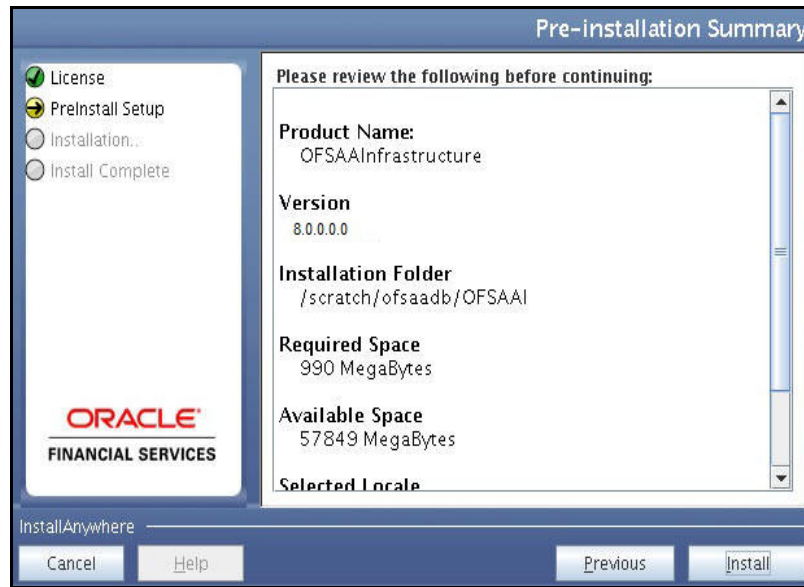 Pre-installation Summary
License
PreInstall Setup
Installation..
Install Complete
ORACLE
FINANCIAL SERVICES
Please review the following before continuing:
Product Name:
OFSAAInfrastructure
Version
8.0.0.0.0
Installation Folder
/scratch/ofsaadb/OFSAAI
Required Space
990 MegaBytes
Available Space
57849 MegaBytes
Selected Locale
InstallAnywhere
Cancel
Help
Previous
Install